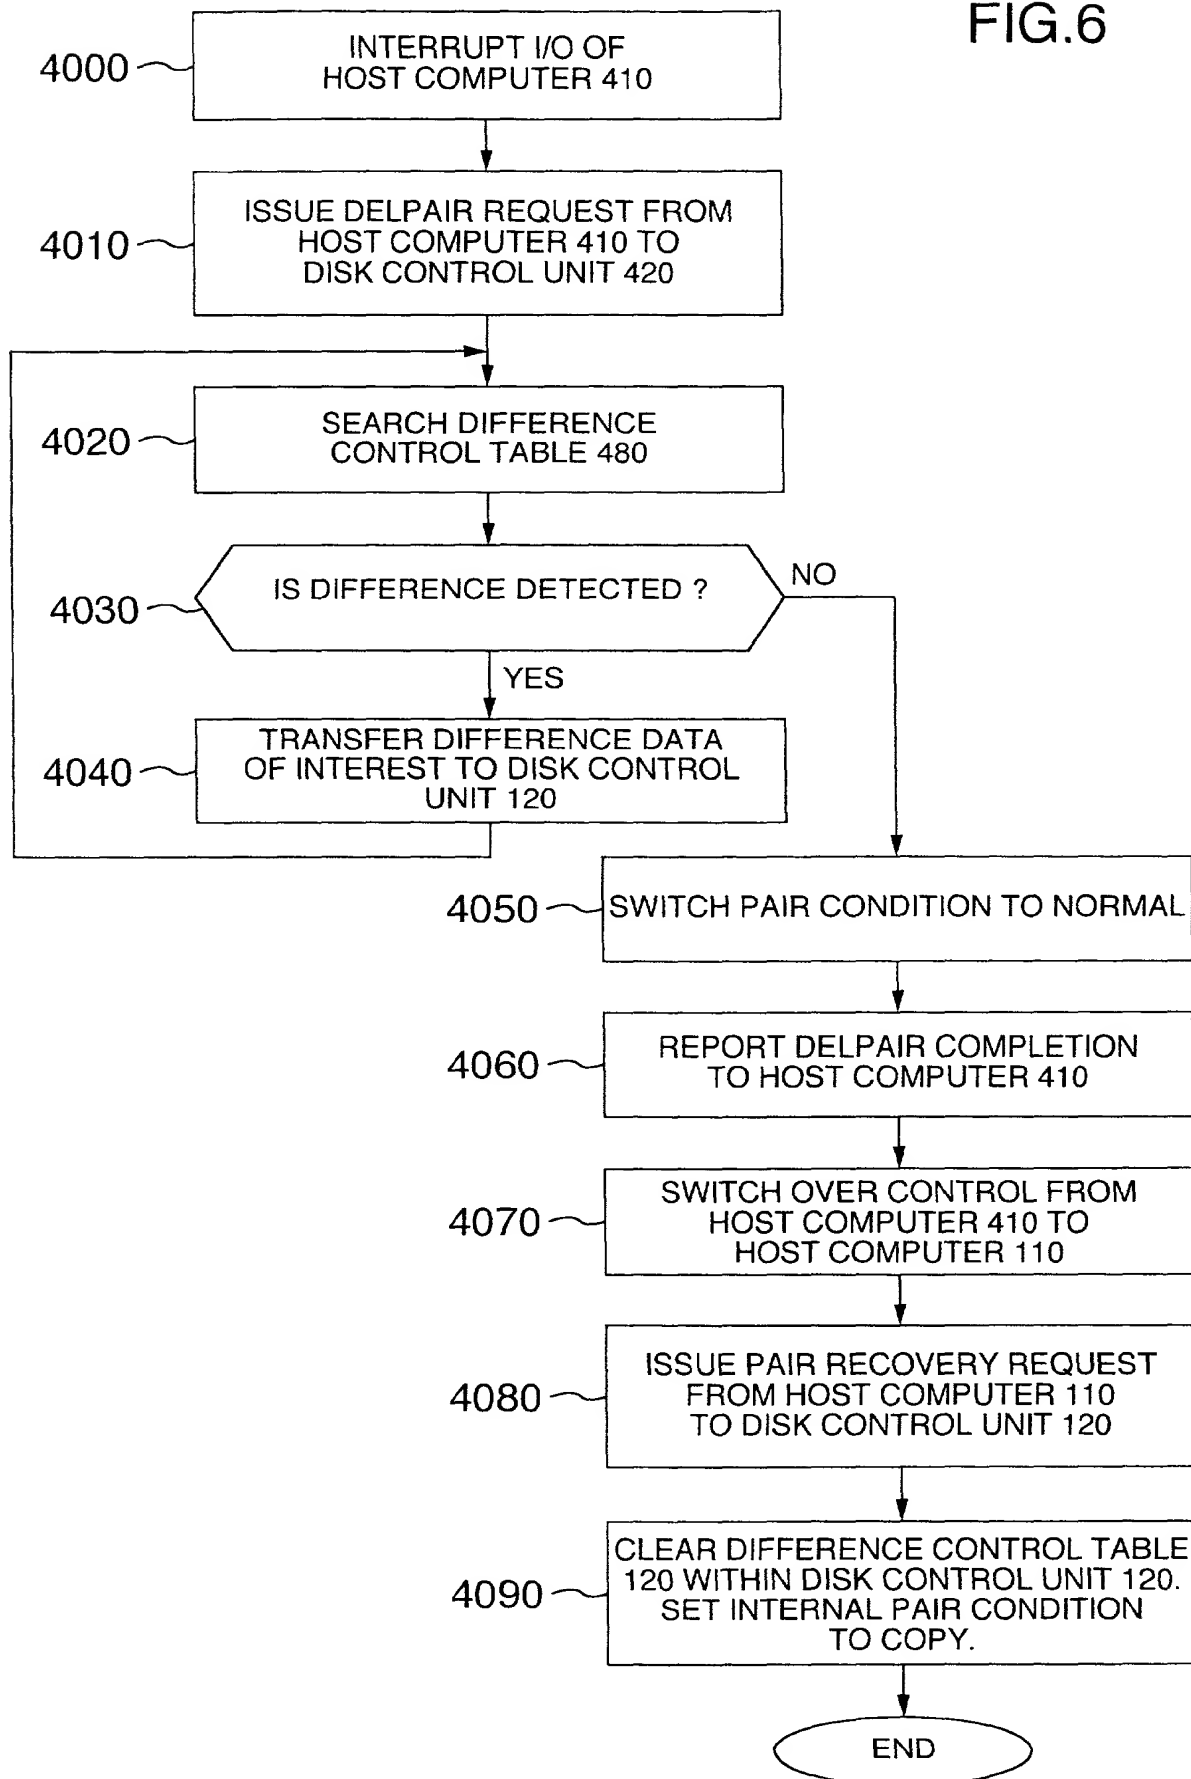 FIG.6
4000
INTERRUPT I/O OF
HOST COMPUTER 410
4010
ISSUE DELPAIR REQUEST FROM
HOST COMPUTER 410 TO
DISK CONTROL UNIT 420
4020
SEARCH DIFFERENCE
CONTROL TABLE 480
4030
IS DIFFERENCE DETECTED ?
NO
YES
4040
TRANSFER DIFFERENCE DATA
OF INTEREST TO DISK CONTROL
UNIT 120
4050
SWITCH PAIR CONDITION TO NORMAL
4060
REPORT DELPAIR COMPLETION
TO HOST COMPUTER 410
4070
SWITCH OVER CONTROL FROM
HOST COMPUTER 410 TO
HOST COMPUTER 110
4080
ISSUE PAIR RECOVERY REQUEST
FROM HOST COMPUTER 110
TO DISK CONTROL UNIT 120
4090
CLEAR DIFFERENCE CONTROL TABLE
120 WITHIN DISK CONTROL UNIT 120.
SET INTERNAL PAIR CONDITION
TO COPY.
END